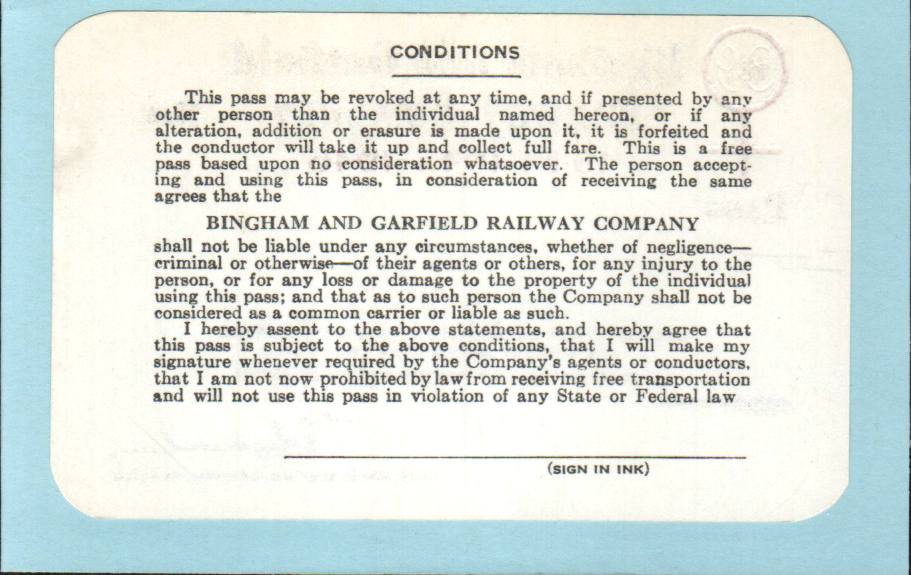 CONDITIONS
This pass may be revoked at any time, and if presented by any
other person than the individual named hereon, or if any
alteration, addition or erasure is made upon it, it is forfeited and
the conductor will take it up and collect full fare. This is a free
pass based upon no consideration whatsoever. The person accept-
ing and using this pass, in consideration of receiving the same
agrees that the
BINGHAM AND GARFIELD RAILWAY COMPANY
shall not be liable under any circumstances, whether of negligence—
criminal or otherwise—of their agents or others, for any injury to the
person, or for any loss or damage to the property of the individual
using this pass; and that as to such person the Company shall not be
considered as a common carrier or liable as such.
I hereby assent to the above statements, and hereby agree that
this pass is subject to the above conditions, that I will make my
signature whenever required by the Company's agents or conductors,
that I am not now prohibited by law from receiving free transportation
and will not use this pass in violation of any State or Federal law
(SIGN IN INK)